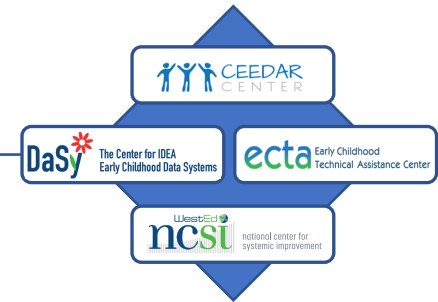 CEEDAR
CENTER
DaSy The Center for IDEA
Early Childhood Data Systems
ecta Early Childhood
Technical Assistance Center
WestEd
ncsi national center for
systemic improvement